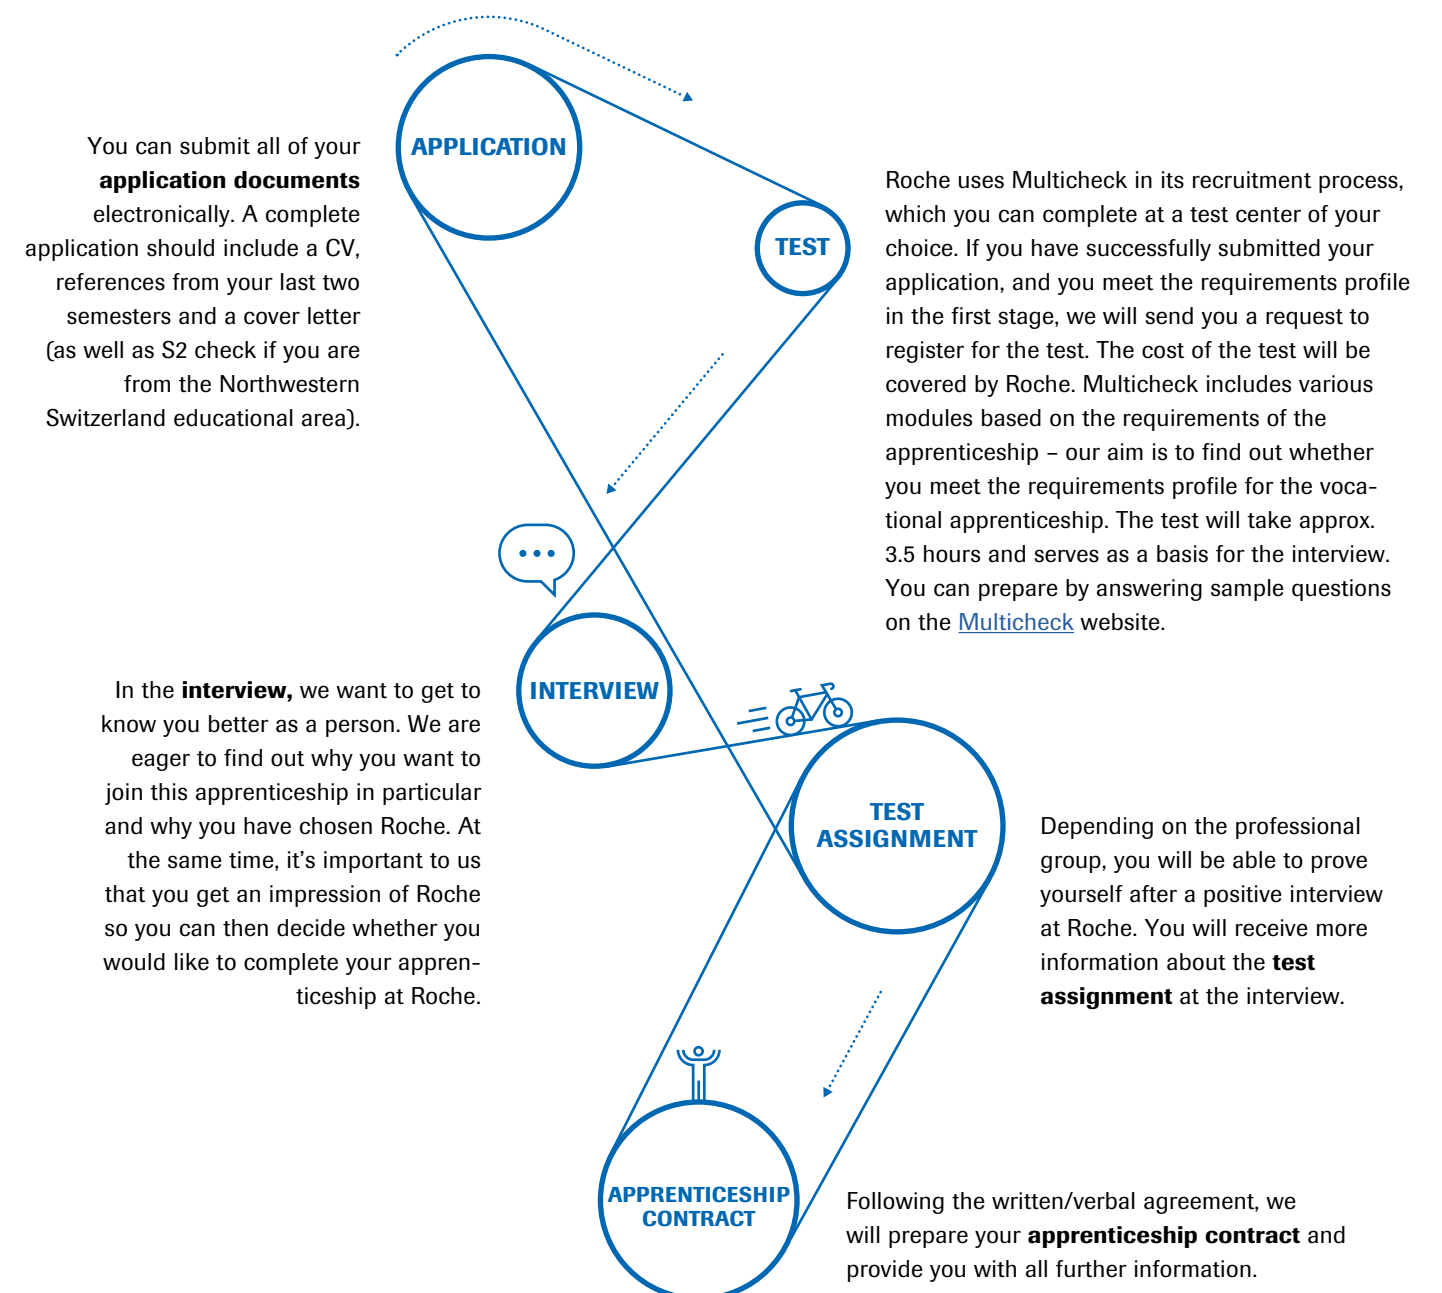 APPLICATION
You can submit all of your
application documents
electronically. A complete
application should include a CV,
references from your last two
semesters and a cover letter
(as well as S2 check if you are
from the Northwestern
Switzerland educational area).
TEST
Roche uses Multicheck in its recruitment process,
which you can complete at a test center of your
choice. If you have successfully submitted your
application, and you meet the requirements profile
in the first stage, we will send you a request to
register for the test. The cost of the test will be
covered by Roche. Multicheck includes various
modules based on the requirements of the
apprenticeship – our aim is to find out whether
you meet the requirements profile for the voca-
tional apprenticeship. The test will take approx.
3.5 hours and serves as a basis for the interview.
You can prepare by answering sample questions
on the Multicheck website.
INTERVIEW
In the interview, we want to get to
know you better as a person. We are
eager to find out why you want to
join this apprenticeship in particular
and why you have chosen Roche. At
the same time, it's important to us
that you get an impression of Roche
so you can then decide whether you
would like to complete your appren-
ticeship at Roche.
TEST
ASSIGNMENT
Depending on the professional
group, you will be able to prove
yourself after a positive interview
at Roche. You will receive more
information about the test
assignment at the interview.
APPRENTICESHIP
CONTRACT
Following the written/verbal agreement, we
will prepare your apprenticeship contract and
provide you with all further information.